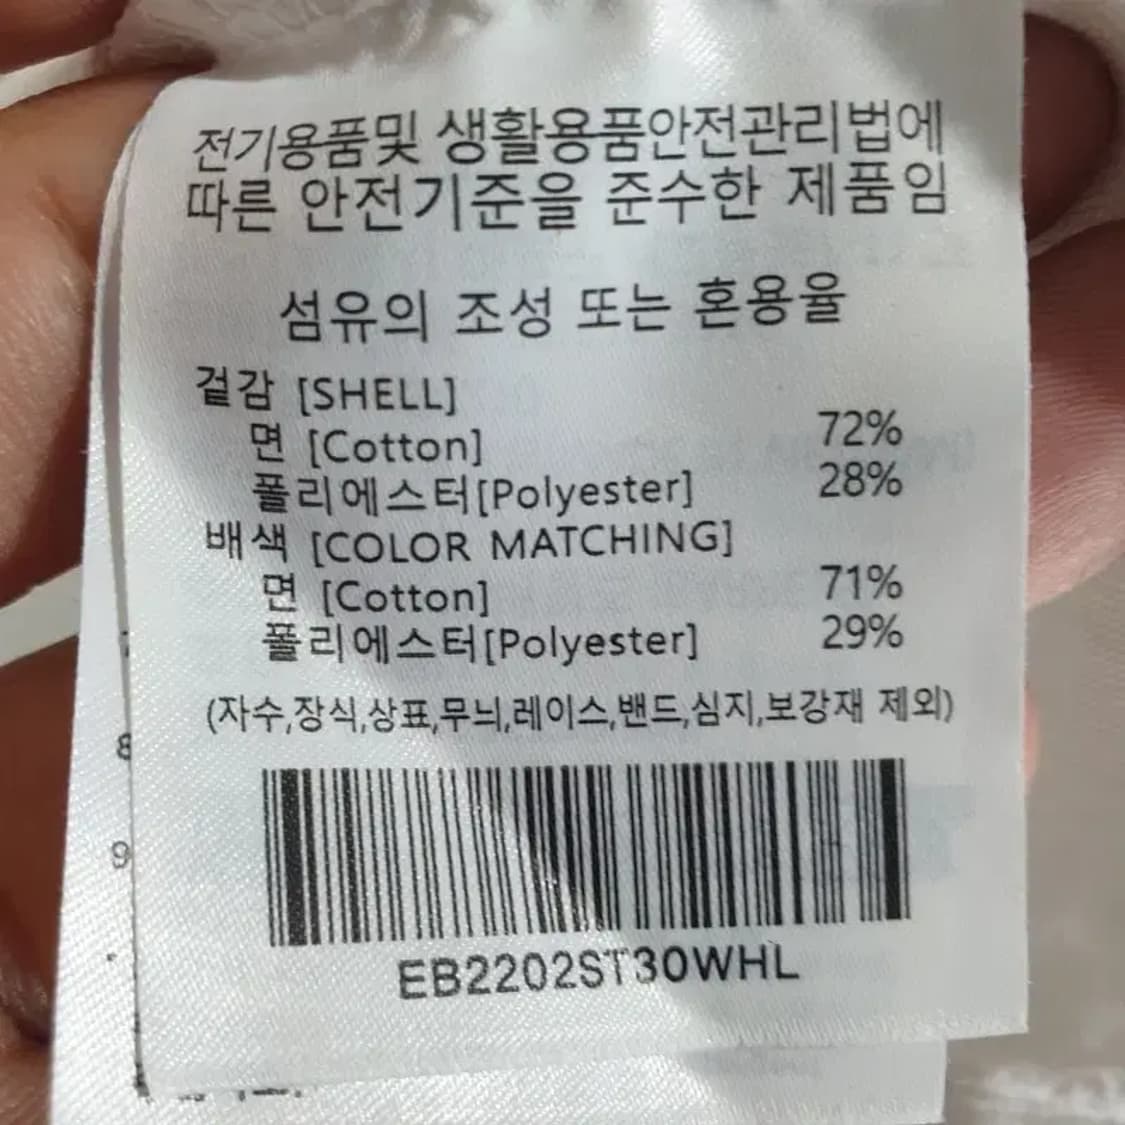 전기용품및 생활용품안전관리법에
따른 안전기준을 준수한 제품임
섬유의 조성 또는 혼용율
겉감 [SHELL]
면 [Cotton] 72%
폴리에스터[Polyester] 28%
배색 [COLOR MATCHING]
면 [Cotton] 71%
폴리에스터[Polyester] 29%
(자수,장식,상표,무늬,레이스,밴드,심지,보강재 제외)
EB2202ST30WHL
8
9